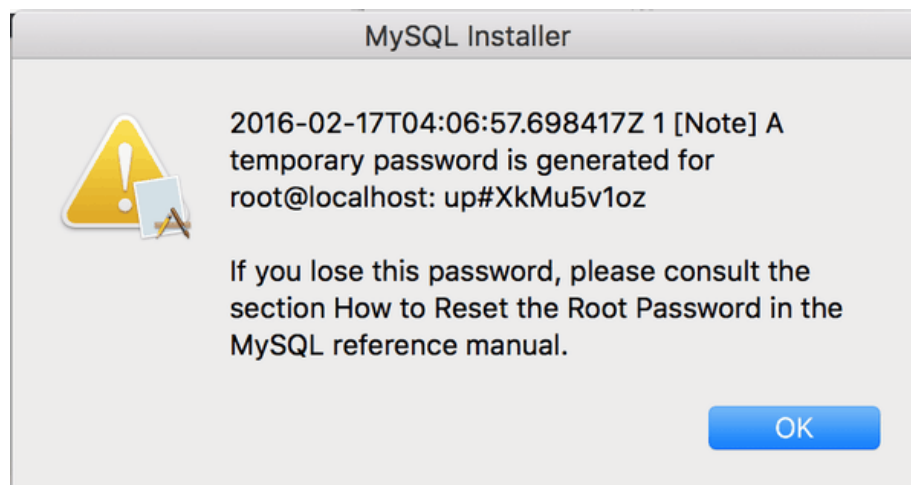 MySQL Installer
2016-02-17T04:06:57.698417Z 1 [Note] A
temporary password is generated for
root@localhost: up#XkMu5v1oz
If you lose this password, please consult the
section How to Reset the Root Password in the
MySQL reference manual.
OK